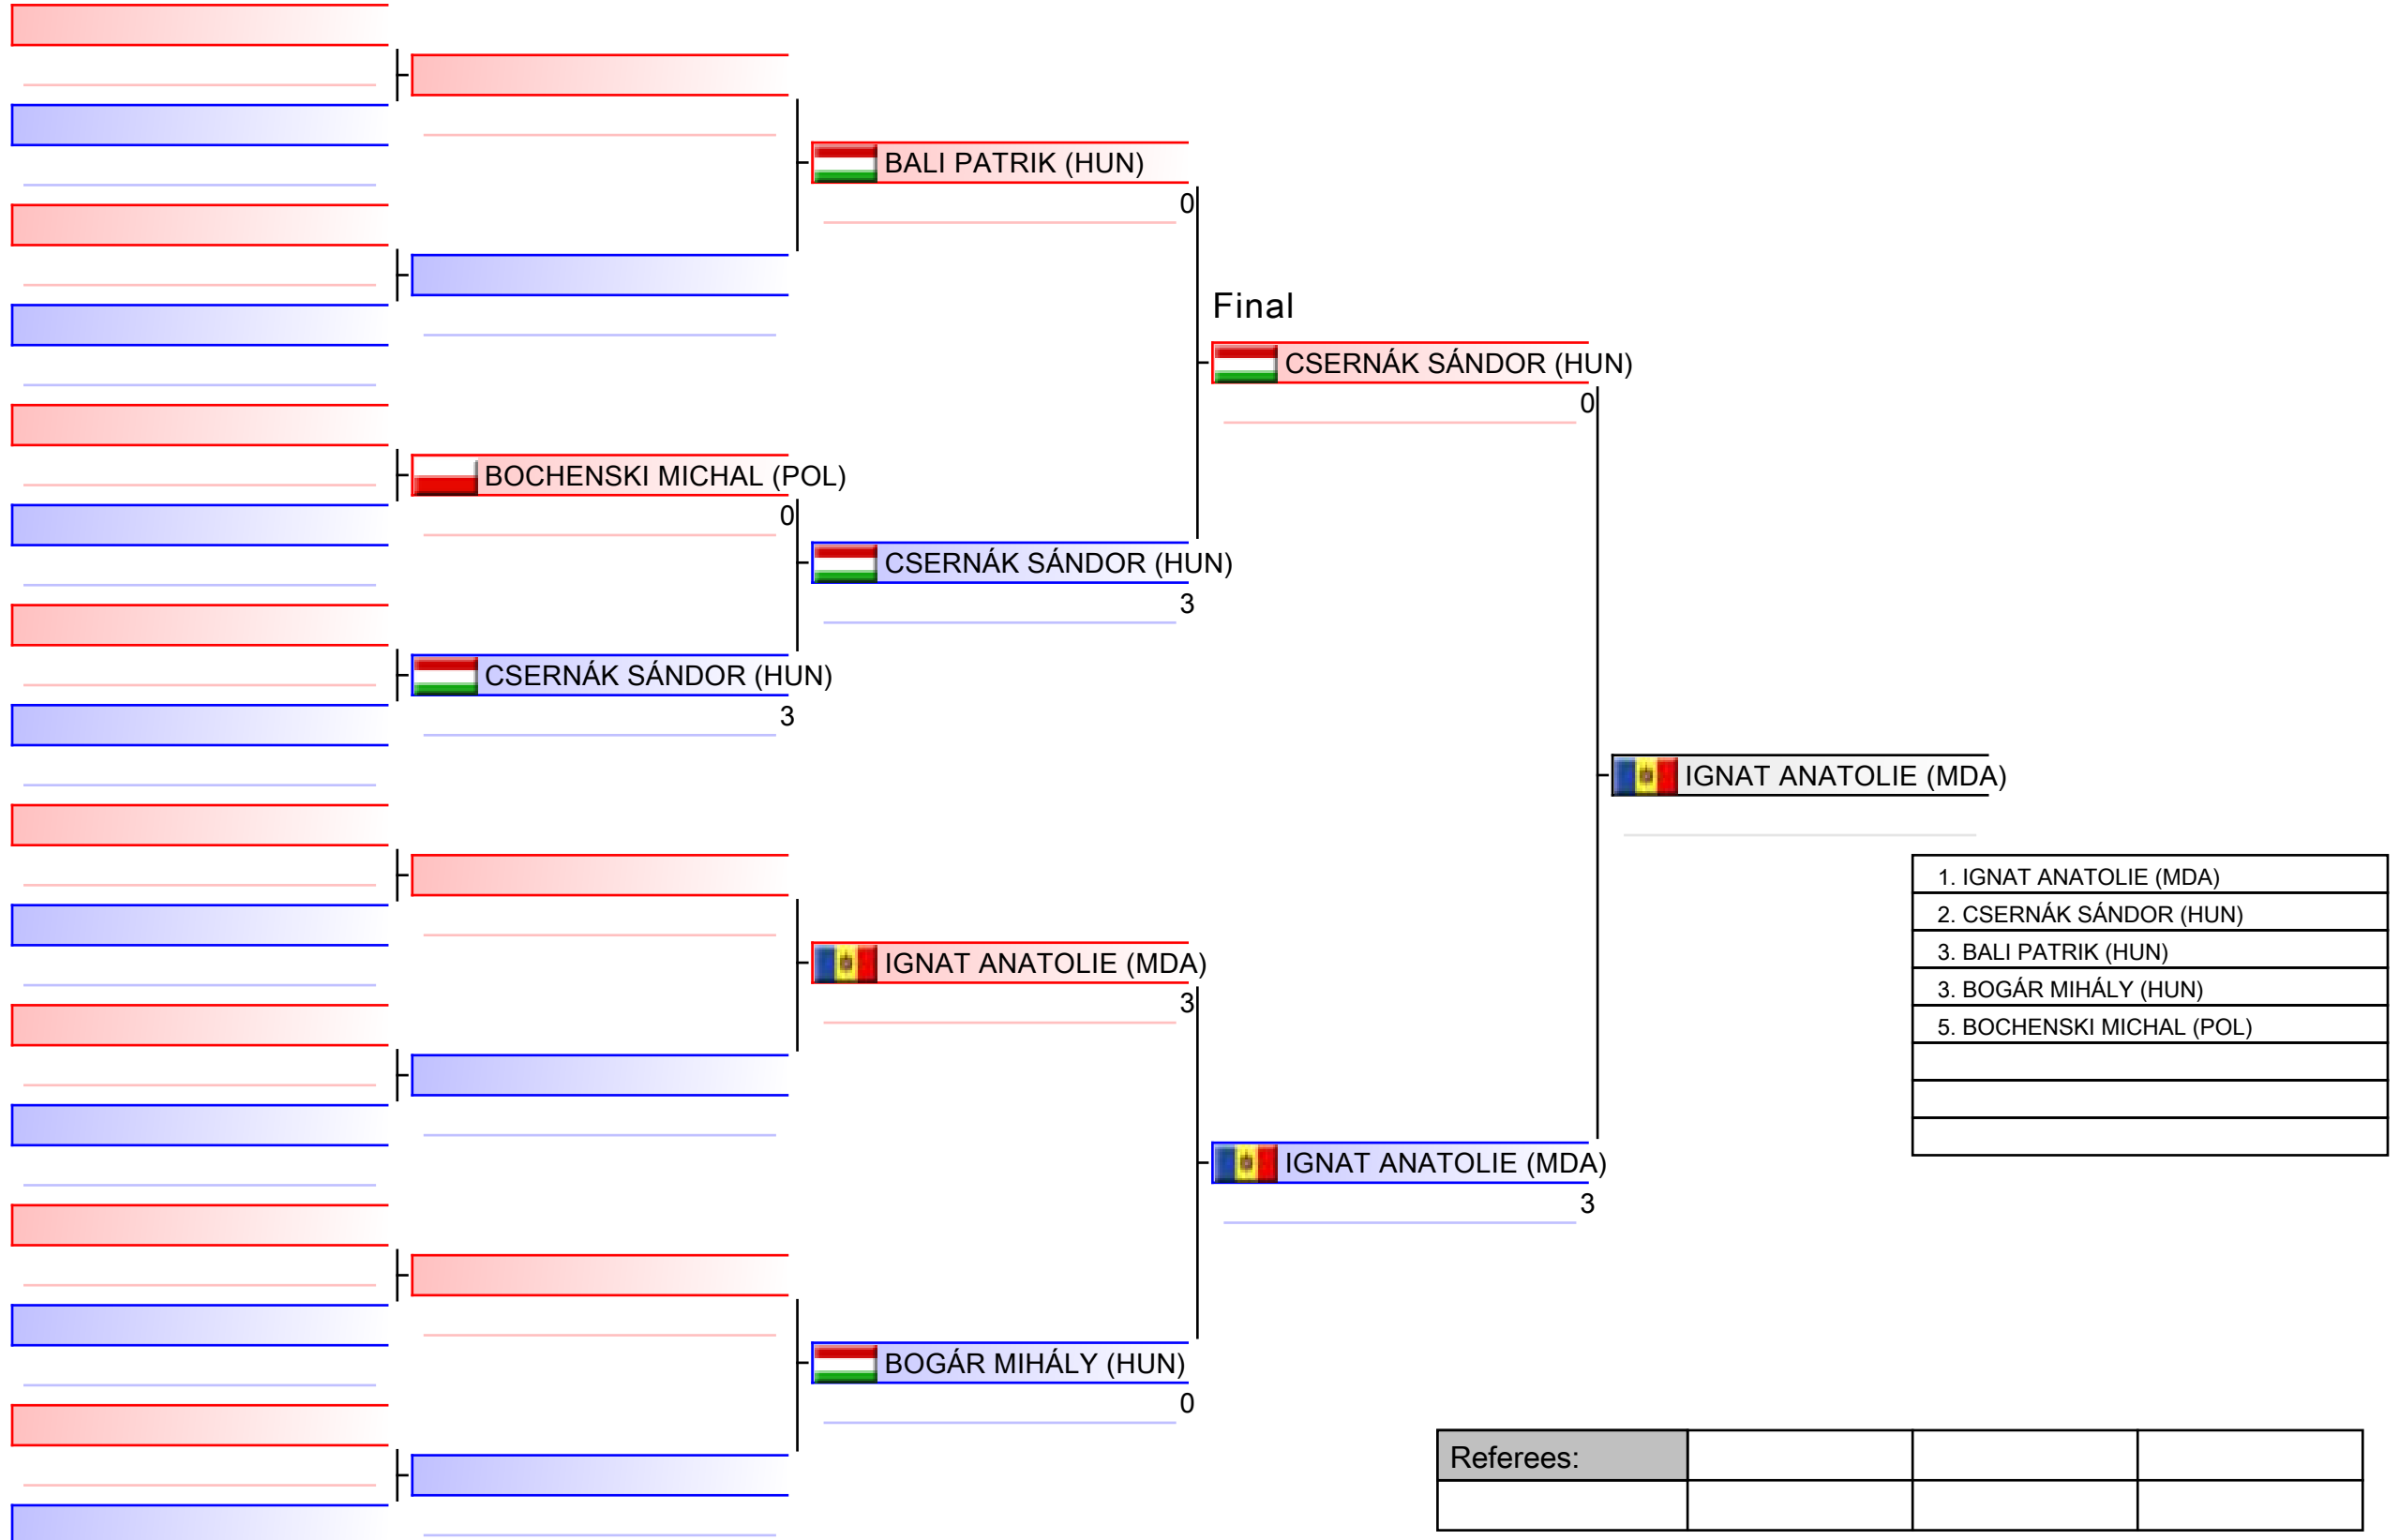 BALI PATRIK (HUN)
0
Final
CSERNÁK SÁNDOR (HUN)
0
BOCHENSKI MICHAL (POL)
0
CSERNÁK SÁNDOR (HUN)
3
CSERNÁK SÁNDOR (HUN)
3
IGNAT ANATOLIE (MDA)
1. IGNAT ANATOLIE (MDA)
2. CSERNÁK SÁNDOR (HUN)
3. BALI PATRIK (HUN)
3. BOGÁR MIHÁLY (HUN)
5. BOCHENSKI MICHAL (POL)
IGNAT ANATOLIE (MDA)
3
IGNAT ANATOLIE (MDA)
3
BOGÁR MIHÁLY (HUN)
0
Referees: